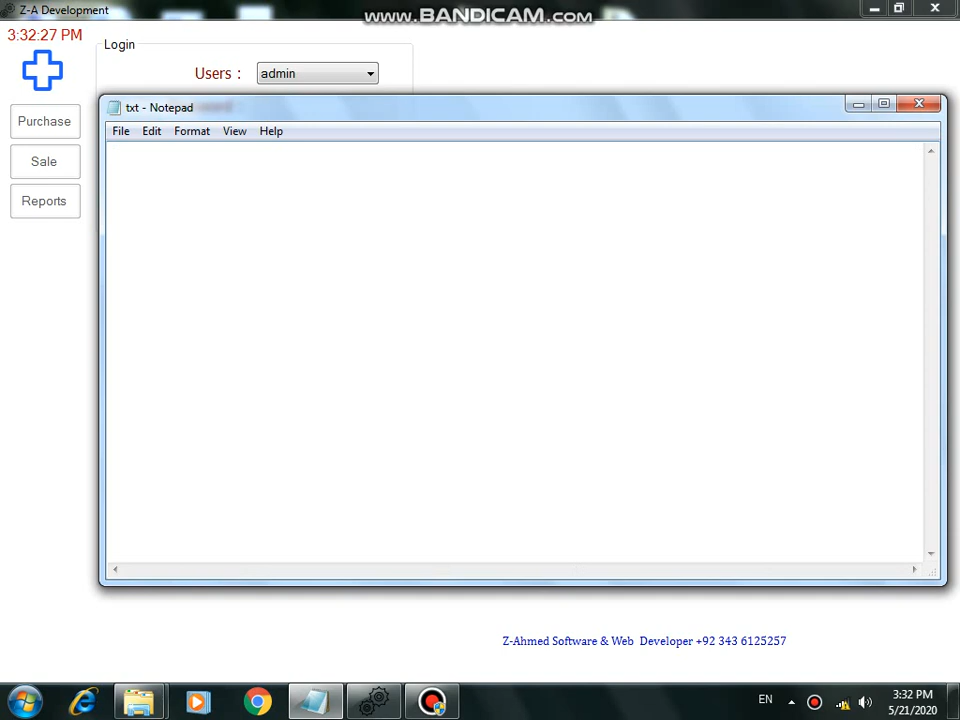 Z-A Development
www.BANDICAM.com
3:32:27 PM
Login
Users :
admin
Purchase
Sale
Reports
txt - Notepad
File Edit Format View Help
Z-Ahmed Software & Web Developer +92 343 6125257
EN
3:32 PM
5/21/2020